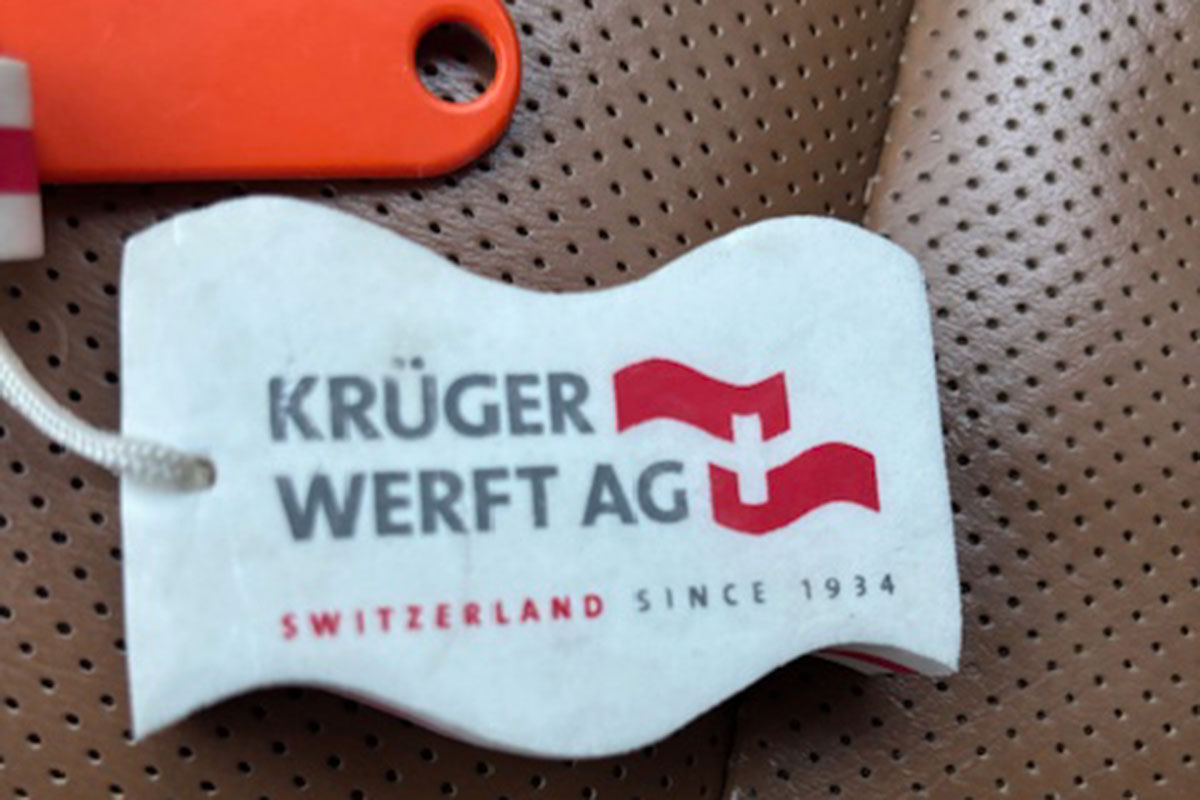 KRÜGER
WERFT AG
SWITZERLAND SINCE 1934